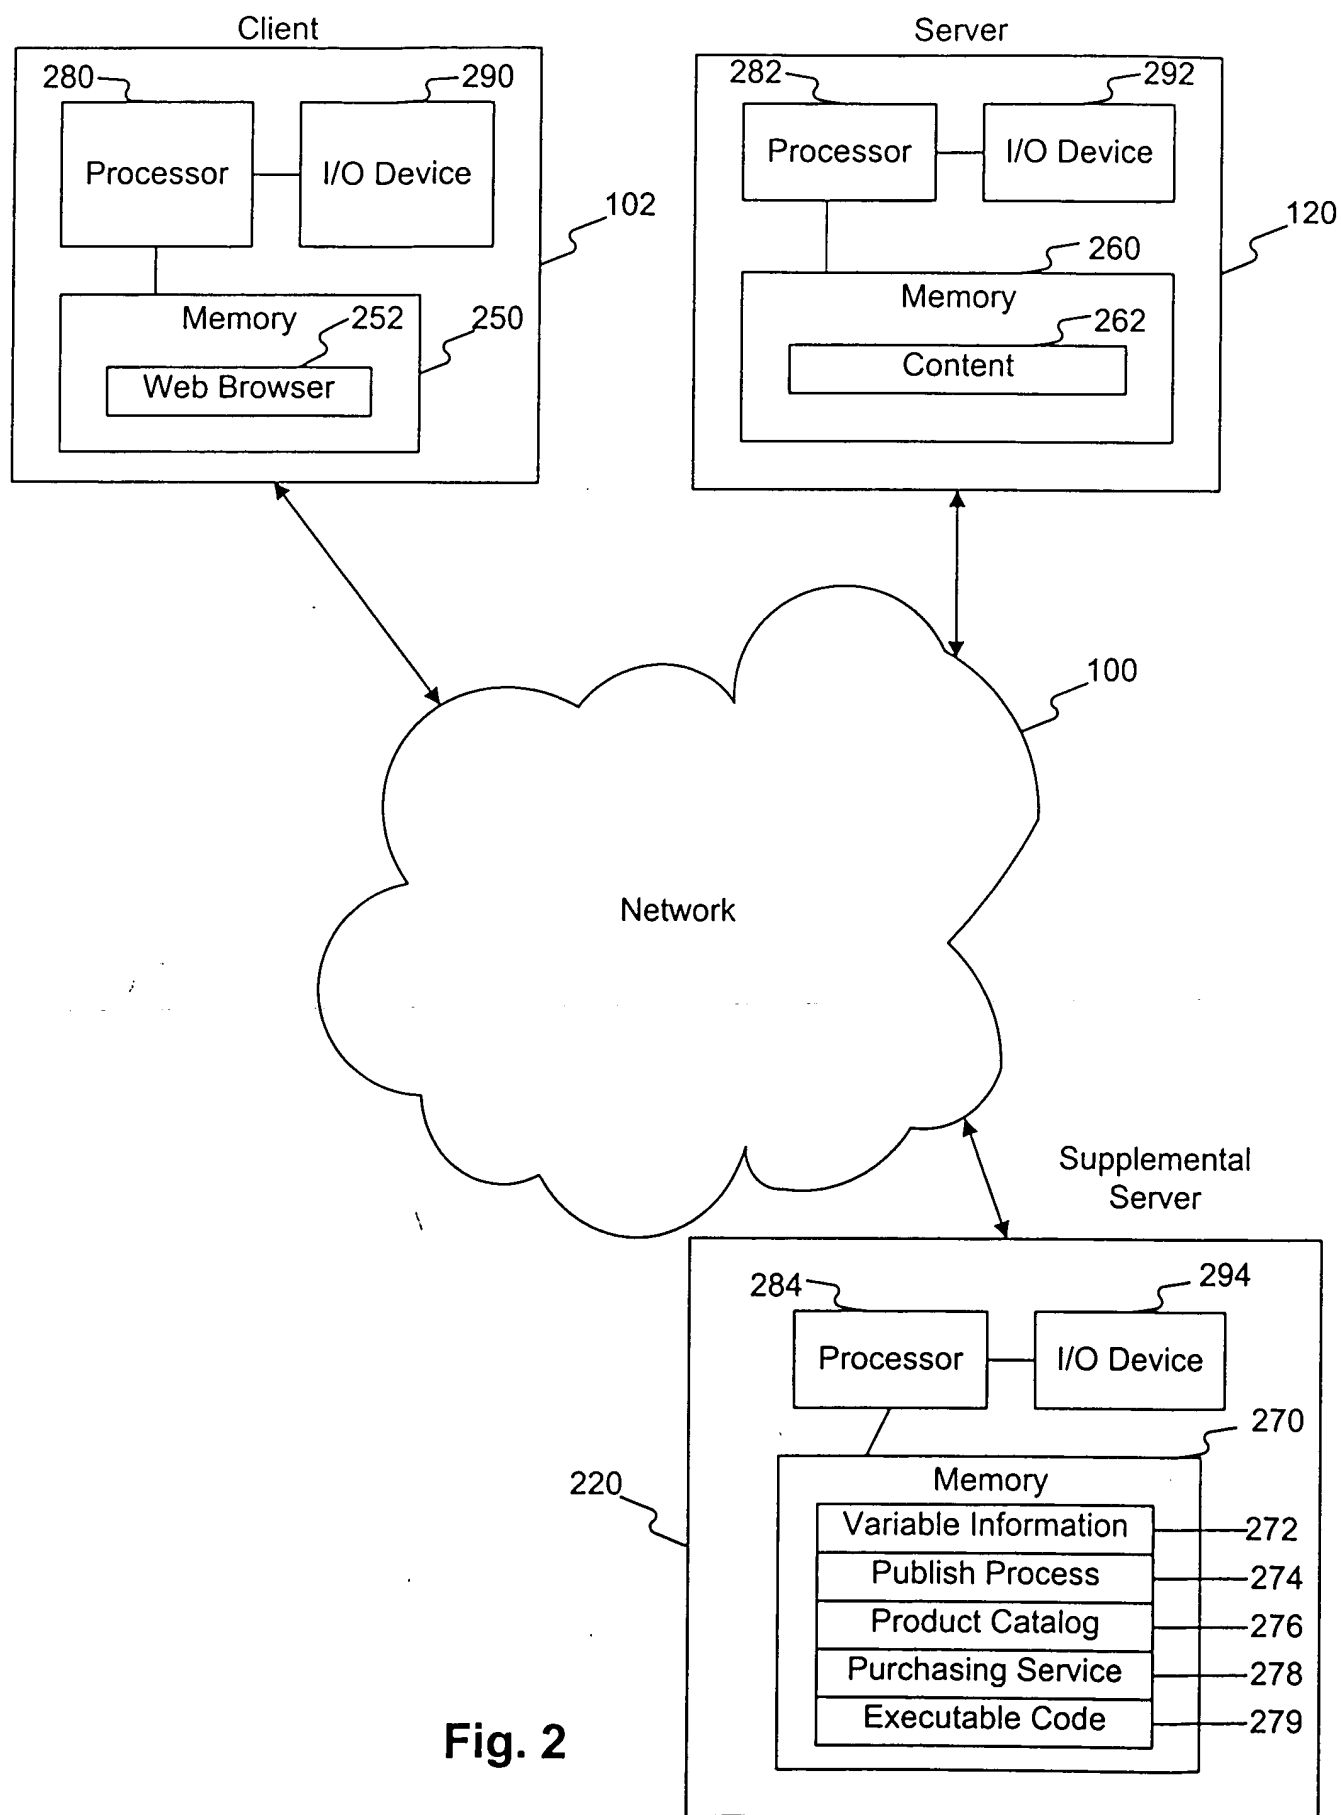 Client
280
290
Processor
I/O Device
102
Memory
252
250
Web Browser
Server
282
292
Processor
I/O Device
120
260
Memory
262
Content
100
Network
Supplemental
Server
284
294
Processor
I/O Device
270
220
Memory
Variable Information
272
Publish Process
274
Product Catalog
276
Purchasing Service
278
Executable Code
279
Fig. 2